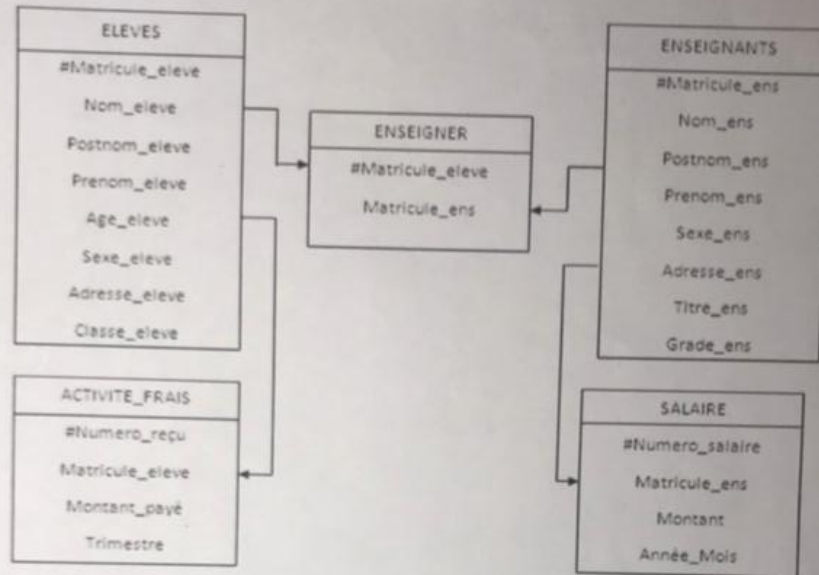 ELEVES
#Matricule_eleve
Nom_eleve
Postnom_eleve
Prenom_eleve
Age_eleve
Sexe_eleve
Adresse_eleve
Classe_eleve
ENSEIGNER
#Matricule_eleve
Matricule_ens
ENSEIGNANTS
#Matricule_ens
Nom_ens
Postnom_ens
Prenom_ens
Sexe_ens
Adresse_ens
Titre_ens
Grade_ens
ACTIVITE_FRAIS
#Numero_reçu
Matricule_eleve
Montant_payé
Trimestre
SALAIRE
#Numero_salaire
Matricule_ens
Montant
Année_Mois